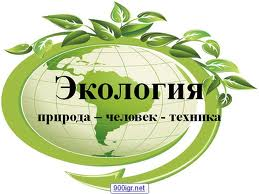 Экология
природа – человек - техника
900igr.net